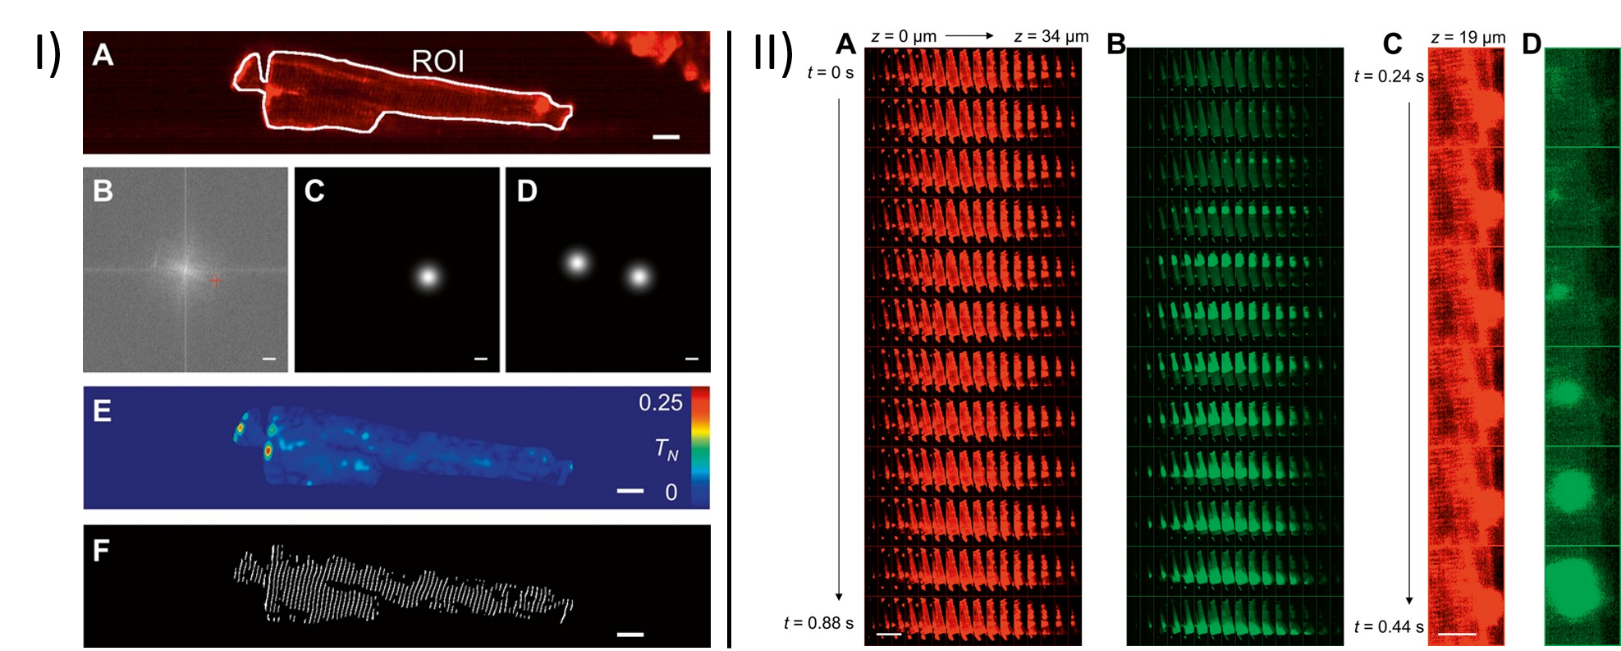 I)
A
ROI
B
C
D
E
0.25
T_N
0
F
II)
A
z = 0 µm
z = 34 µm
t = 0 s
t = 0.88 s
B
C
z = 19 µm
t = 0.24 s
t = 0.44 s
D